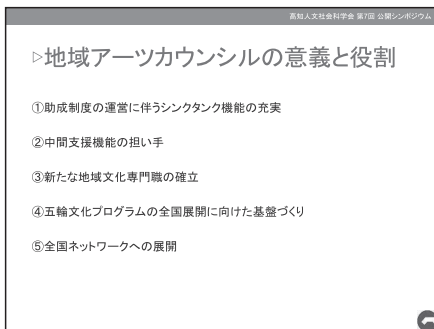 高知人文社会科学会 第7回 公開シンポジウム
▷地域アーツカウンシルの意義と役割
①助成制度の運営に伴うシンクタンク機能の充実
②中間支援機能の担い手
③新たな地域文化専門職の確立
④五輪文化プログラムの全国展開に向けた基盤づくり
⑤全国ネットワークへの展開